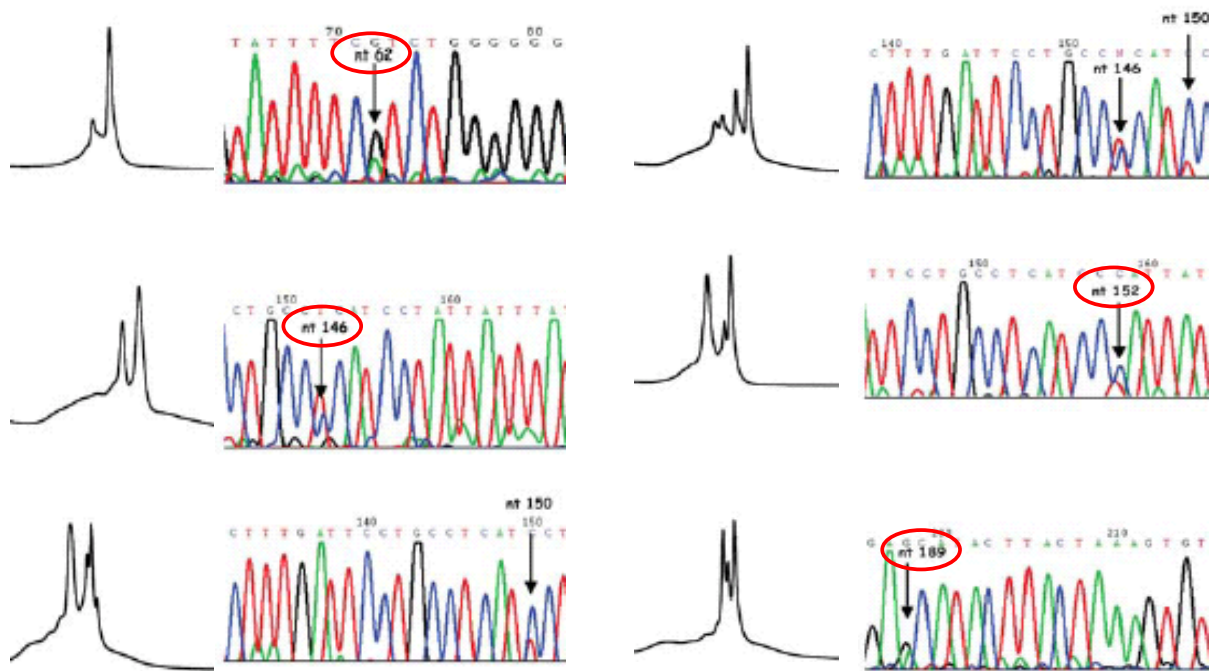 70 80
T A T T T T C G T C T G G G G G G
nt 62
nt 150
140 150
C T T T G A T T C C T G C C N C A T C C
nt 146
150 160
C T G C C T C A T C C T A T T A T T T A T
nt 146
150 160
T T C C T G C C T C A T C C C A T T A T
nt 152
nt 150
140 150
C T T T G A T T C C T G C C T C A T C C T
210
G A G C A A C T T A C T A A A G T G T
nt 189